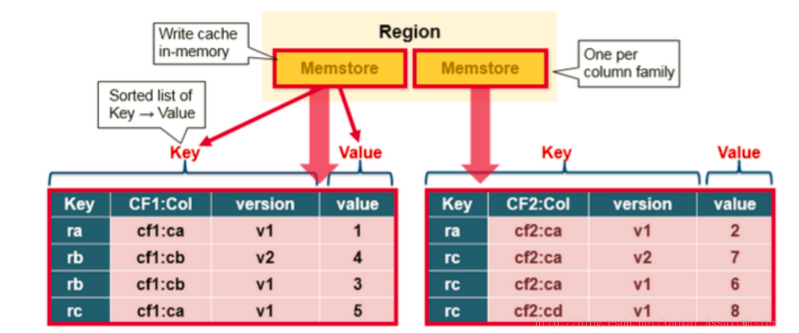 Region
Write cache
in-memory
Memstore
Memstore
One per
column family
Sorted list of
Key → Value
Key
Value
Key
Value
Key CF1:Col version value
ra cf1:ca v1 1
rb cf1:cb v2 4
rb cf1:cb v1 3
rc cf1:ca v1 5
Key CF2:Col version value
ra cf2:ca v1 2
rc cf2:ca v2 7
rc cf2:ca v1 6
rc cf2:cd v1 8